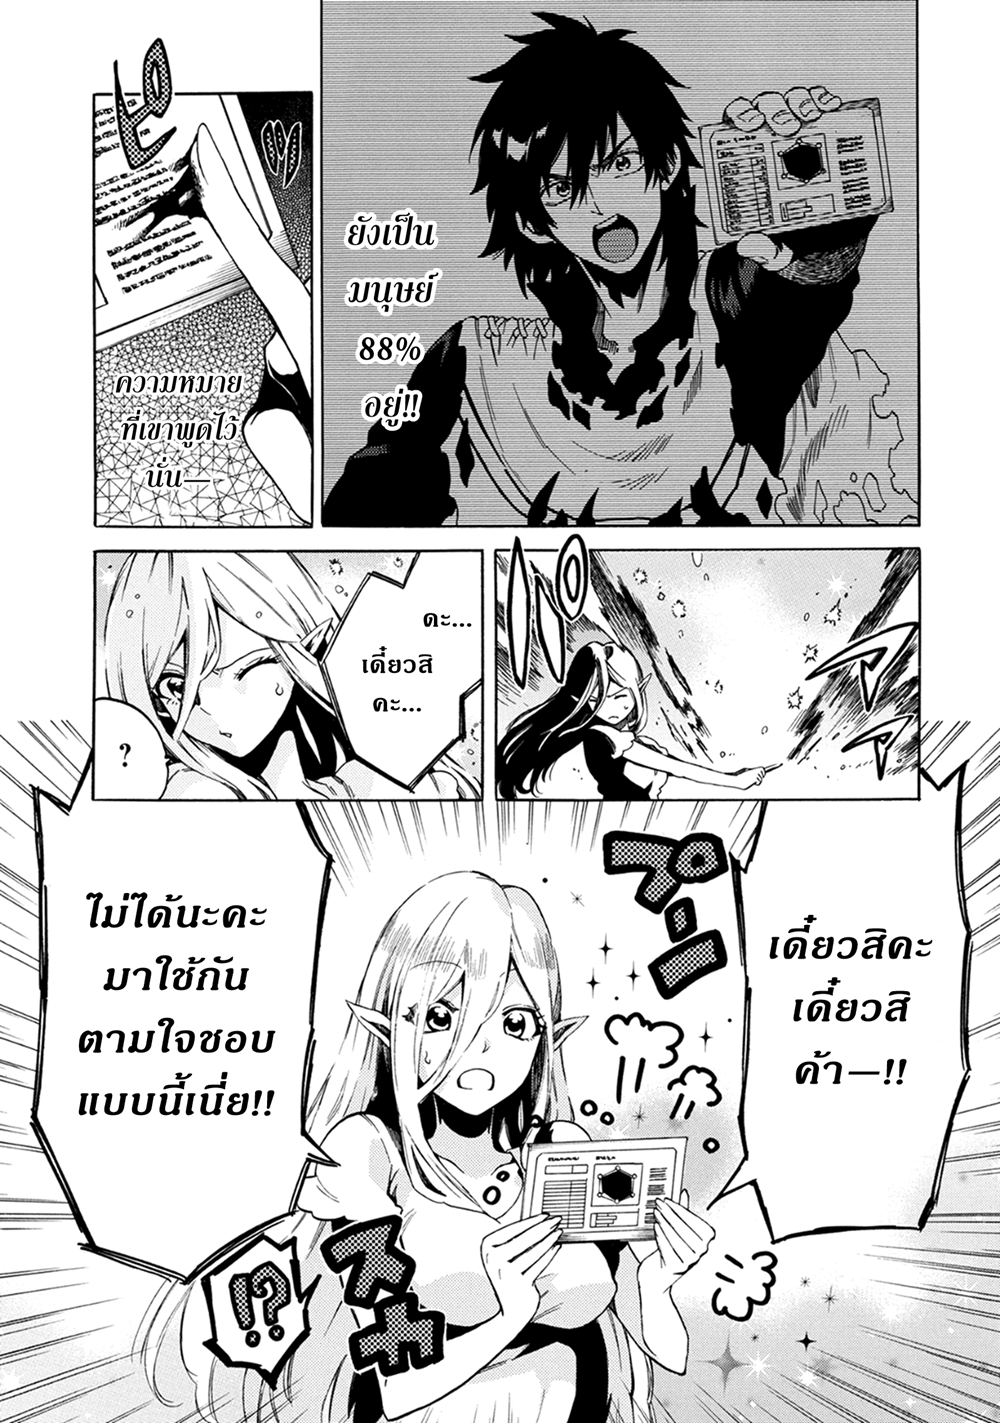 ยังเป็น
มนุษย์
88%
อยู่!!
ความหมาย
ที่เขาพูดไว้
นั่น—
ดะ...
เดี๋ยวสิ
คะ...
?
เดี๋ยวสิคะ
เดี๋ยวสิ
ค้า—!!
ไม่ได้นะคะ
มาใช้กัน
ตามใจชอบ
แบบนี้เนี่ย!!
プニー
!?